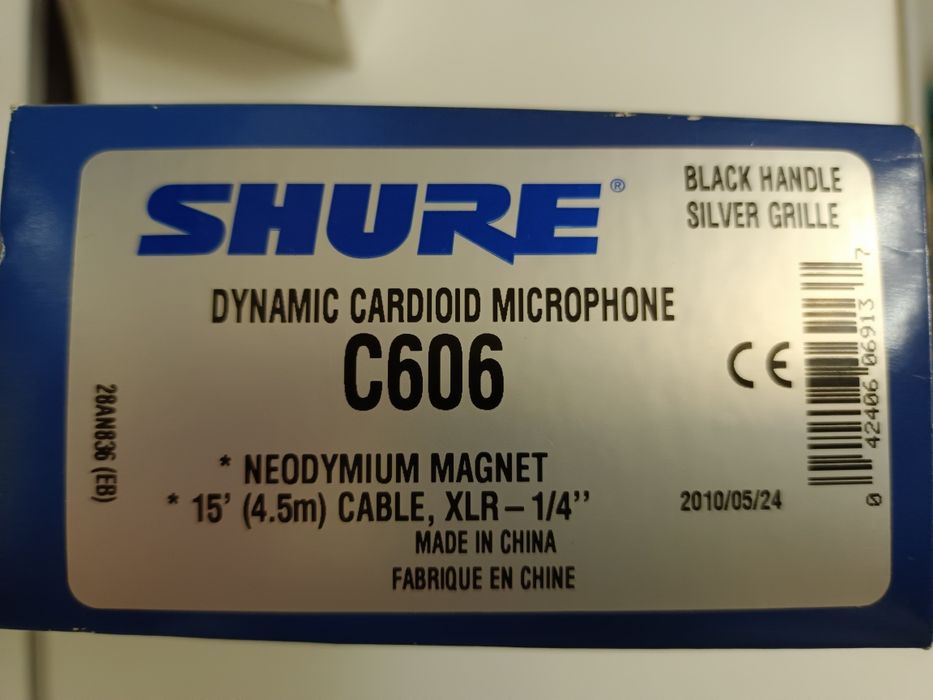 SHURE®
BLACK HANDLE
SILVER GRILLE
DYNAMIC CARDIOID MICROPHONE
C606
CE
0 42406 06913 7
28AN836 (EB)
* NEODYMIUM MAGNET
* 15' (4.5m) CABLE, XLR – 1/4''
2010/05/24
MADE IN CHINA
FABRIQUE EN CHINE